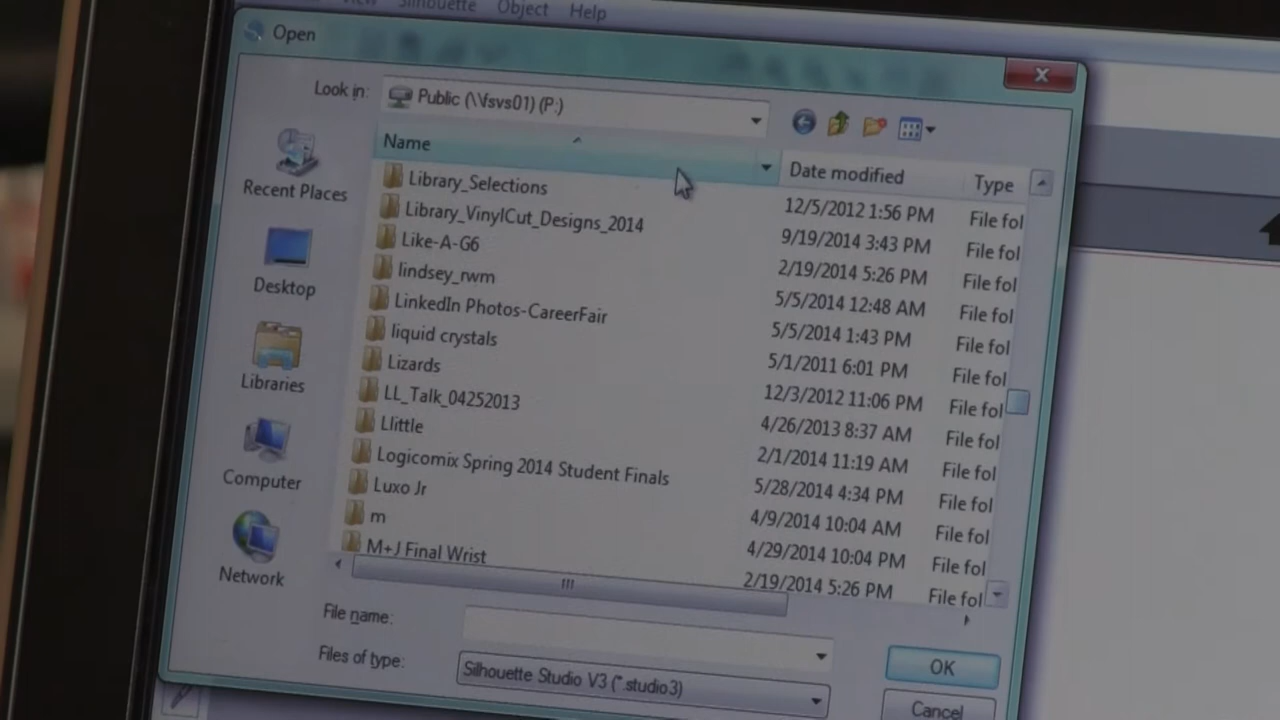 View Silhouette Object Help
Open
Look in: Public (\\fsvs01) (P:)
Name Date modified Type
Library_Selections 12/5/2012 1:56 PM File fol
Library_VinylCut_Designs_2014 9/19/2014 3:43 PM File fol
Like-A-G6 2/19/2014 5:26 PM File fol
lindsey_rwm 5/5/2014 12:48 AM File fol
LinkedIn Photos-CareerFair 5/5/2014 1:43 PM File fol
liquid crystals 5/1/2011 6:01 PM File fol
Lizards 12/3/2012 11:06 PM File fol
LL_Talk_04252013 4/26/2013 8:37 AM File fol
Llittle 2/1/2014 11:19 AM File fol
Logicomix Spring 2014 Student Finals 5/28/2014 4:34 PM File fol
Luxo Jr 4/9/2014 10:04 AM File fol
m 4/29/2014 10:04 PM File fol
M+J Final Wrist 2/19/2014 5:26 PM File fol
Recent Places
Desktop
Libraries
Computer
Network
File name:
Files of type: Silhouette Studio V3 (*.studio3)
OK
Cancel